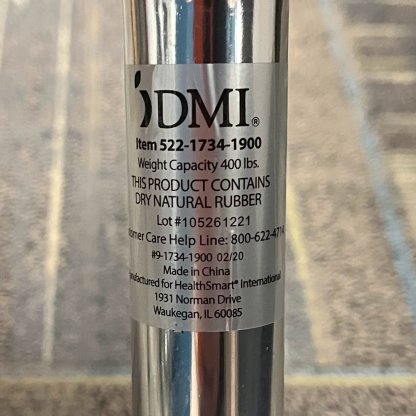 DMI®
Item 522-1734-1900
Weight Capacity 400 lbs.
THIS PRODUCT CONTAINS
DRY NATURAL RUBBER
Lot #105261221
Care Help Line: 800-622-
#9-1734-1900 02/20
Made in China
for HealthSmart® International
1931 Norman Drive
Waukegan, IL 60085